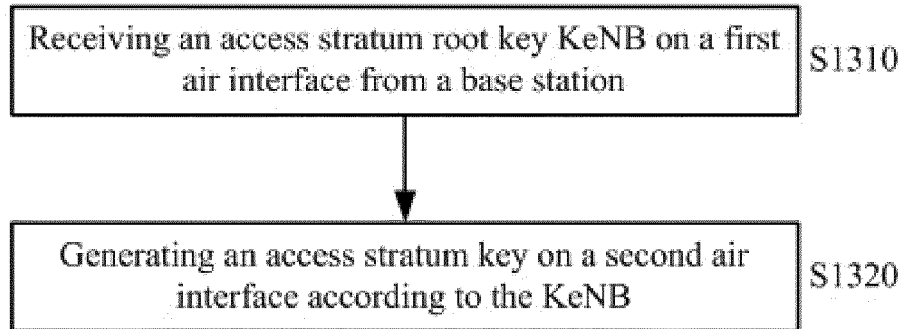 Receiving an access stratum root key KeNB on a first
air interface from a base station
S1310
Generating an access stratum key on a second air
interface according to the KeNB
S1320